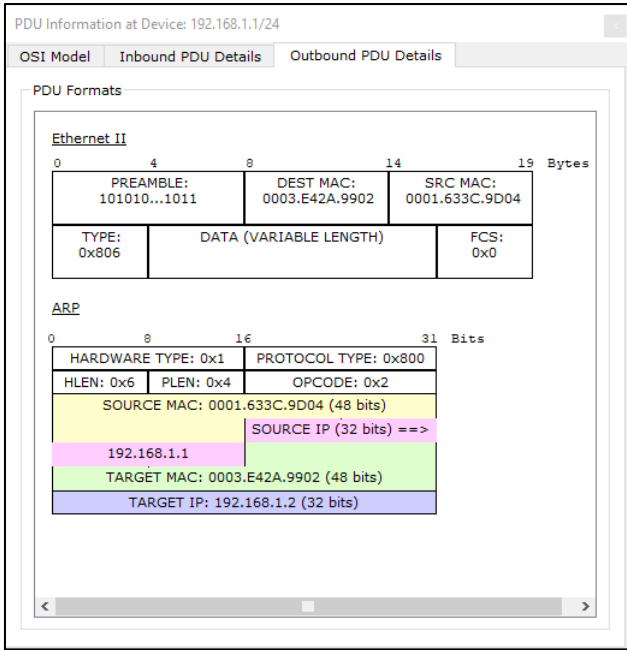 PDU Information at Device: 192.168.1.1/24
OSI Model Inbound PDU Details Outbound PDU Details
PDU Formats
Ethernet II
0 4 8 14 19 Bytes
PREAMBLE: DEST MAC: SRC MAC:
101010...1011 0003.E42A.9902 0001.633C.9D04
TYPE: DATA (VARIABLE LENGTH) FCS:
0x806 0x0
ARP
0 8 16 31 Bits
HARDWARE TYPE: 0x1 PROTOCOL TYPE: 0x800
HLEN: 0x6 PLEN: 0x4 OPCODE: 0x2
SOURCE MAC: 0001.633C.9D04 (48 bits)
SOURCE IP (32 bits) ==>
192.168.1.1
TARGET MAC: 0003.E42A.9902 (48 bits)
TARGET IP: 192.168.1.2 (32 bits)